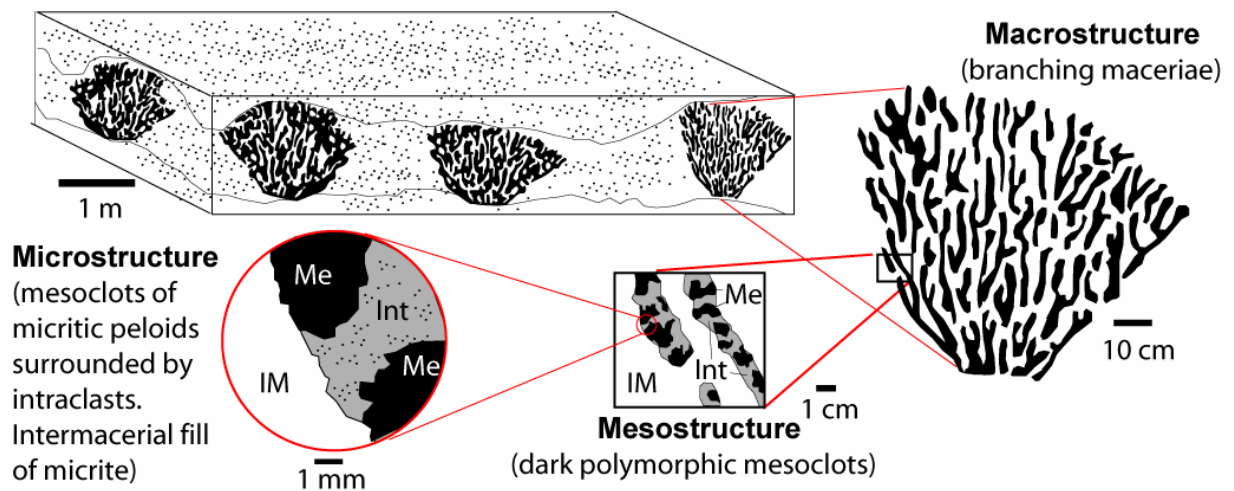 Macrostructure
(branching maceriae)
1 m
Microstructure
(mesoclots of
micritic peloids
surrounded by
intraclasts.
Intermacerial fill
of micrite)
Me
Int
Me
IM
1 mm
Me
Int
IM
1 cm
Mesostructure
(dark polymorphic mesoclots)
10 cm